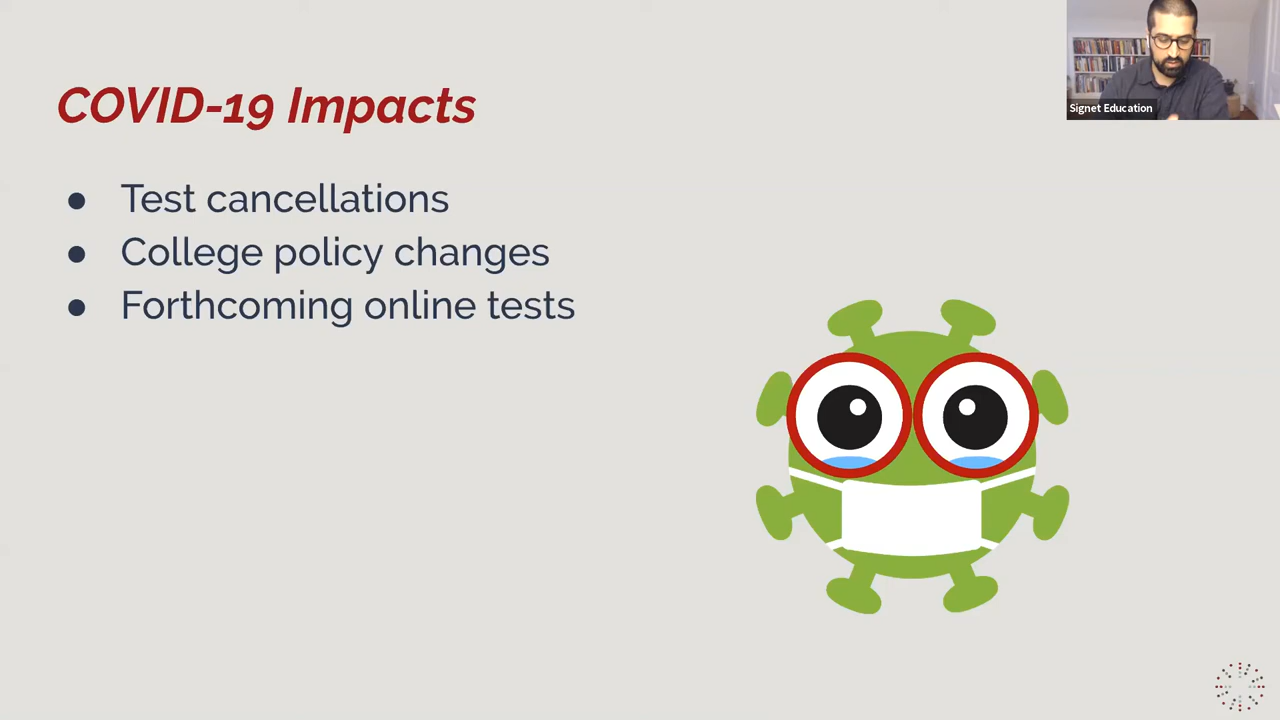 COVID-19 Impacts
● Test cancellations
● College policy changes
● Forthcoming online tests
Signet Education